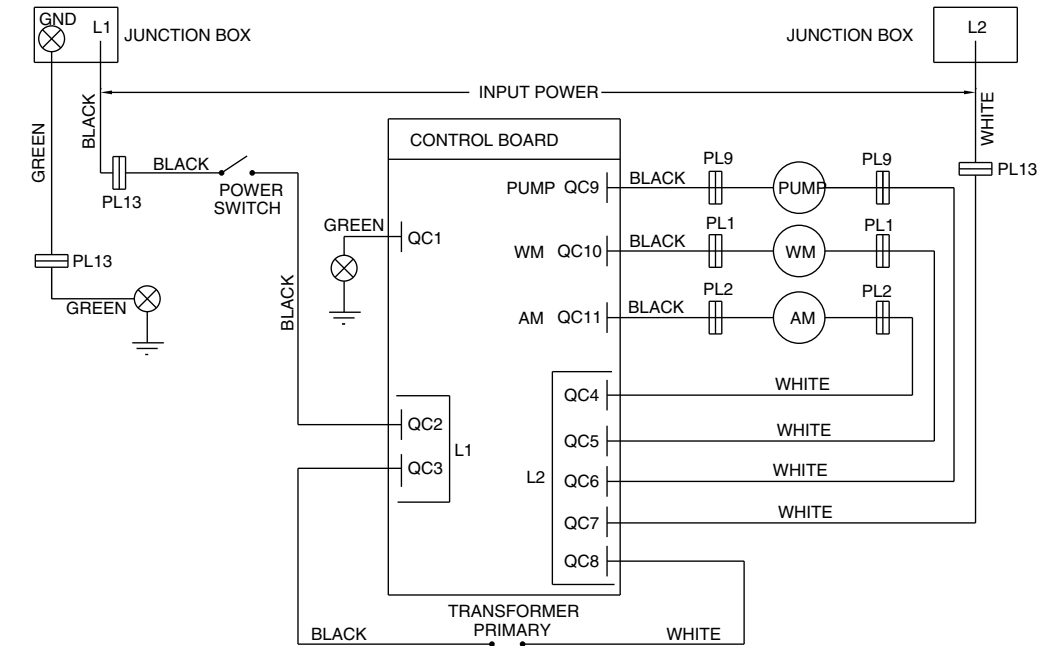 GND
L1
JUNCTION BOX
JUNCTION BOX
L2
INPUT POWER
BLACK
WHITE
GREEN
CONTROL BOARD
BLACK
PL13
POWER
SWITCH
PUMP QC9
BLACK
PL9
PUMP
PL9
PL13
GREEN
QC1
WM QC10
BLACK
PL1
WM
PL1
PL13
GREEN
BLACK
AM QC11
BLACK
PL2
AM
PL2
QC4
WHITE
QC2
L1
QC3
QC5
WHITE
L2
QC6
WHITE
QC7
WHITE
QC8
TRANSFORMER
PRIMARY
BLACK
WHITE